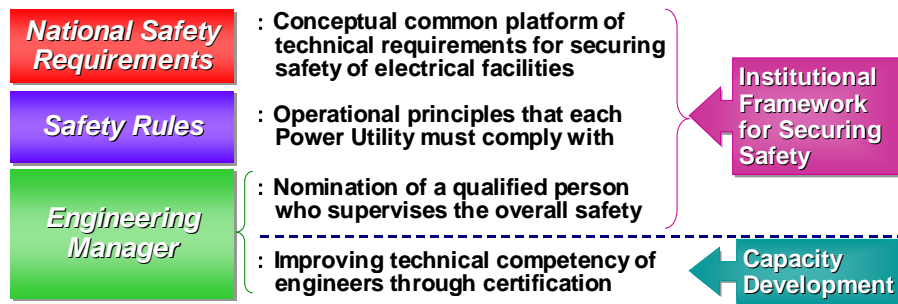 National Safety
Requirements
: Conceptual common platform of
technical requirements for securing
safety of electrical facilities
Safety Rules
: Operational principles that each
Power Utility must comply with
Engineering
Manager
: Nomination of a qualified person
who supervises the overall safety
: Improving technical competency of
engineers through certification
Institutional
Framework
for Securing
Safety
Capacity
Development